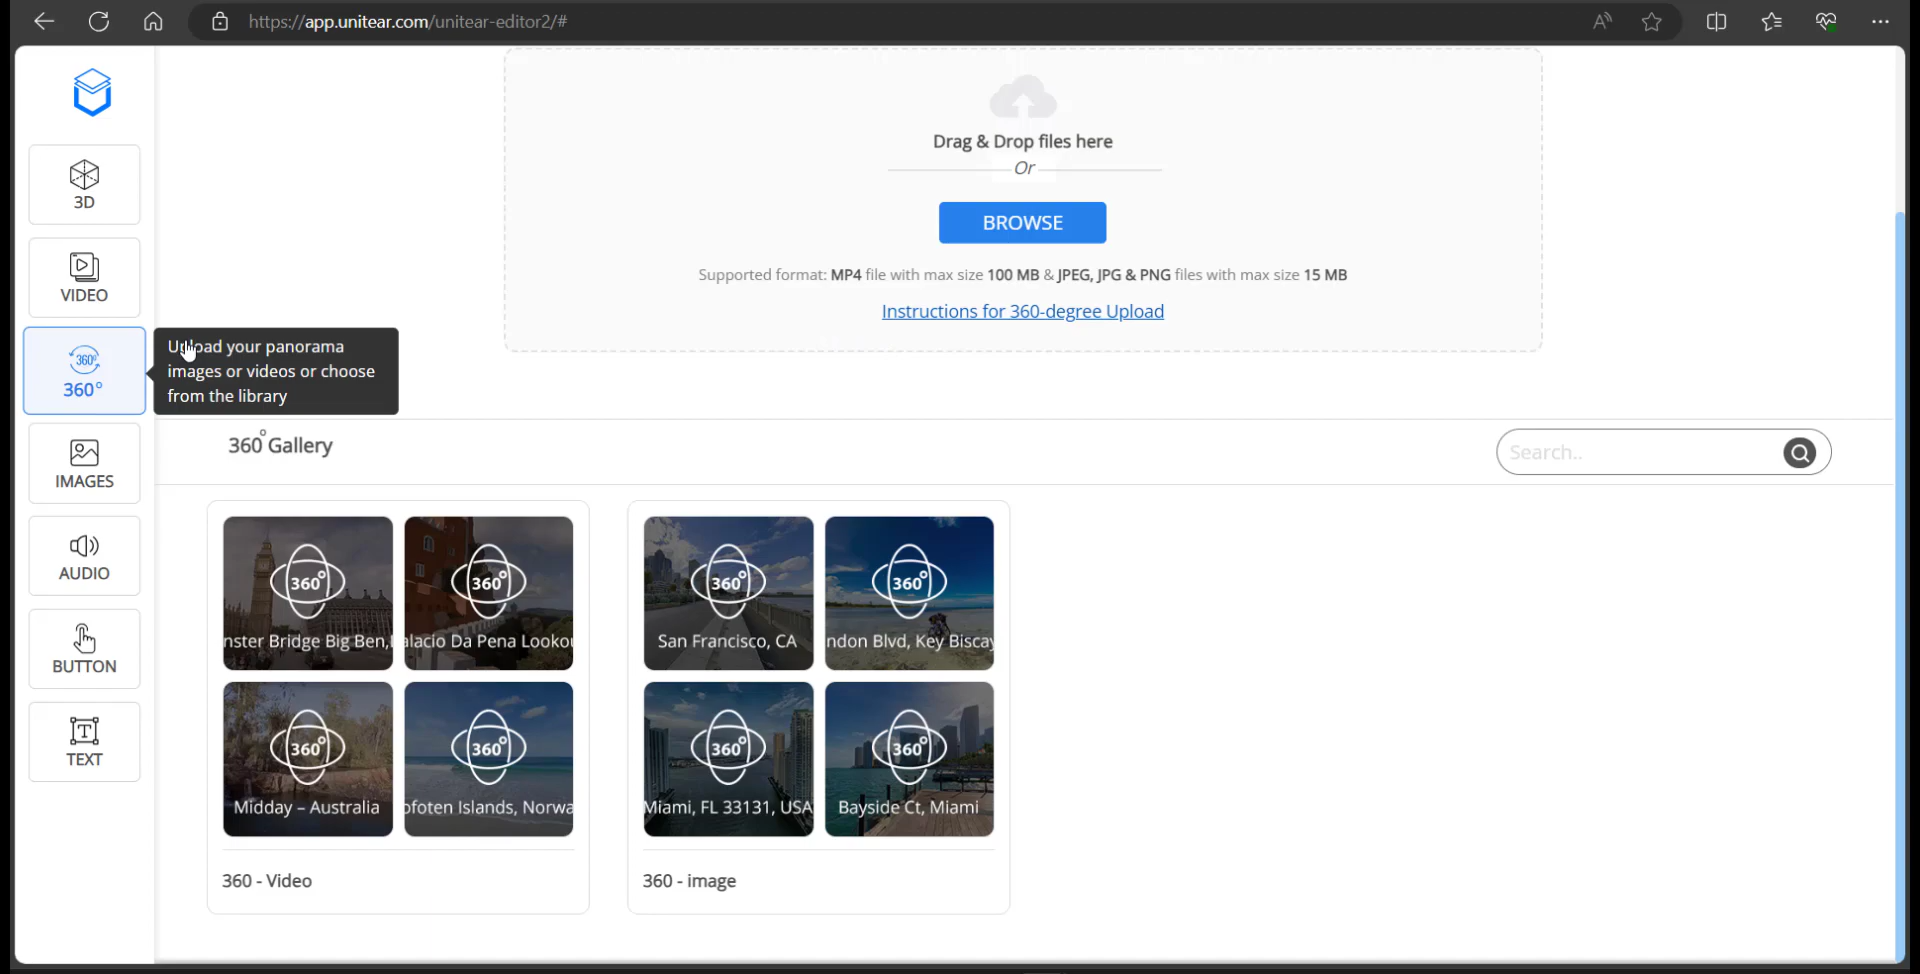 https://app.unitear.com/unitear-editor2/#
3D
VIDEO
360°
360°
IMAGES
AUDIO
BUTTON
TEXT
Drag & Drop files here
Or
BROWSE
Supported format: MP4 file with max size 100 MB & JPEG, JPG & PNG files with max size 15 MB
Instructions for 360-degree Upload
Upload your panorama
images or videos or choose
from the library
360° Gallery
Search..
360°
nster Bridge Big Ben,
360°
alacio Da Pena Lookou
360°
Midday – Australia
360°
ofoten Islands, Norwa
360 - Video
360°
San Francisco, CA
360°
ndon Blvd, Key Biscay
360°
Miami, FL 33131, USA
360°
Bayside Ct, Miami
360 - image